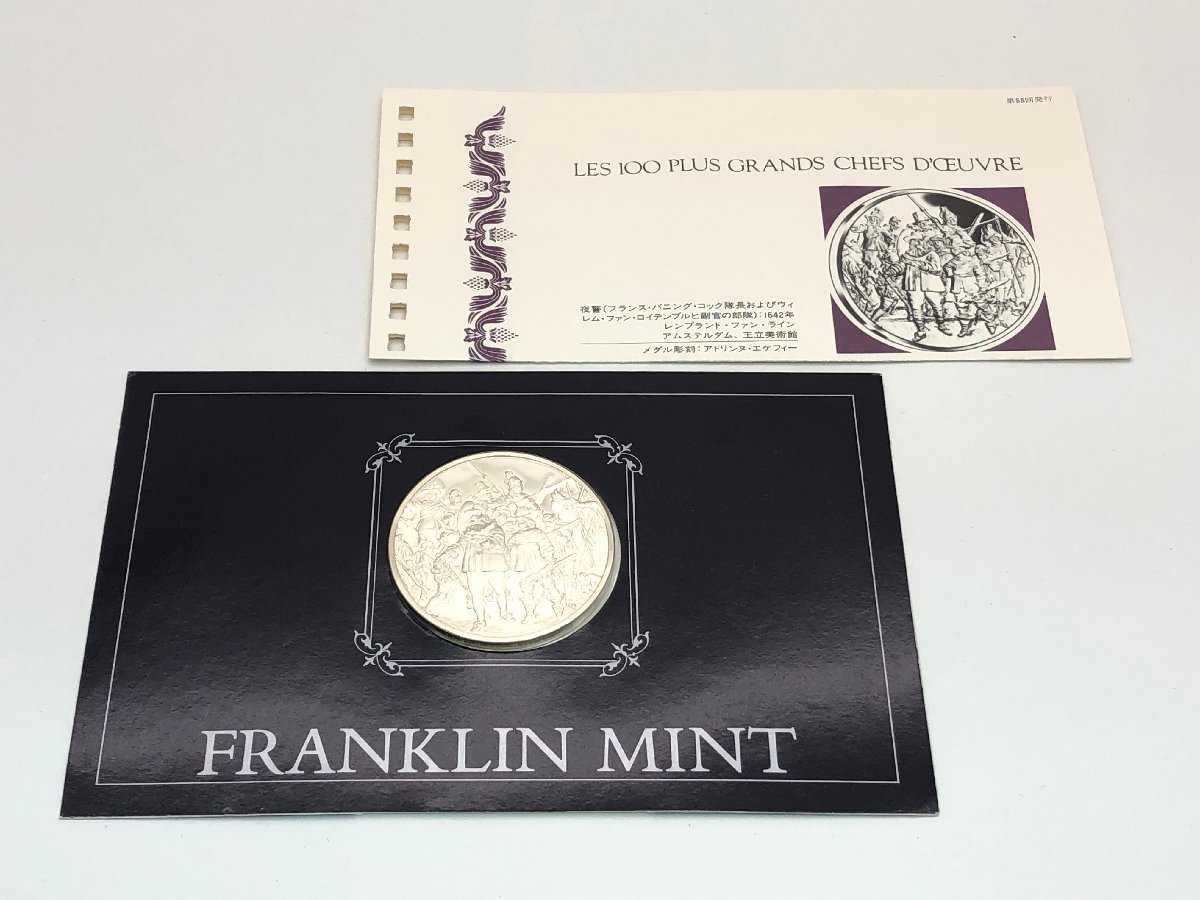 第58回発行
LES 100 PLUS GRANDS CHEFS D'ŒUVRE
夜警(フランス・バニング・コック隊長およびウィ
レム・ファン・ロイテンブルヒ副官の部隊):1642年
レンブラント・ファン・ライン
アムステルダム、王立美術館
メダル彫刻:アドリンヌ・エケフィー
FRANKLIN MINT